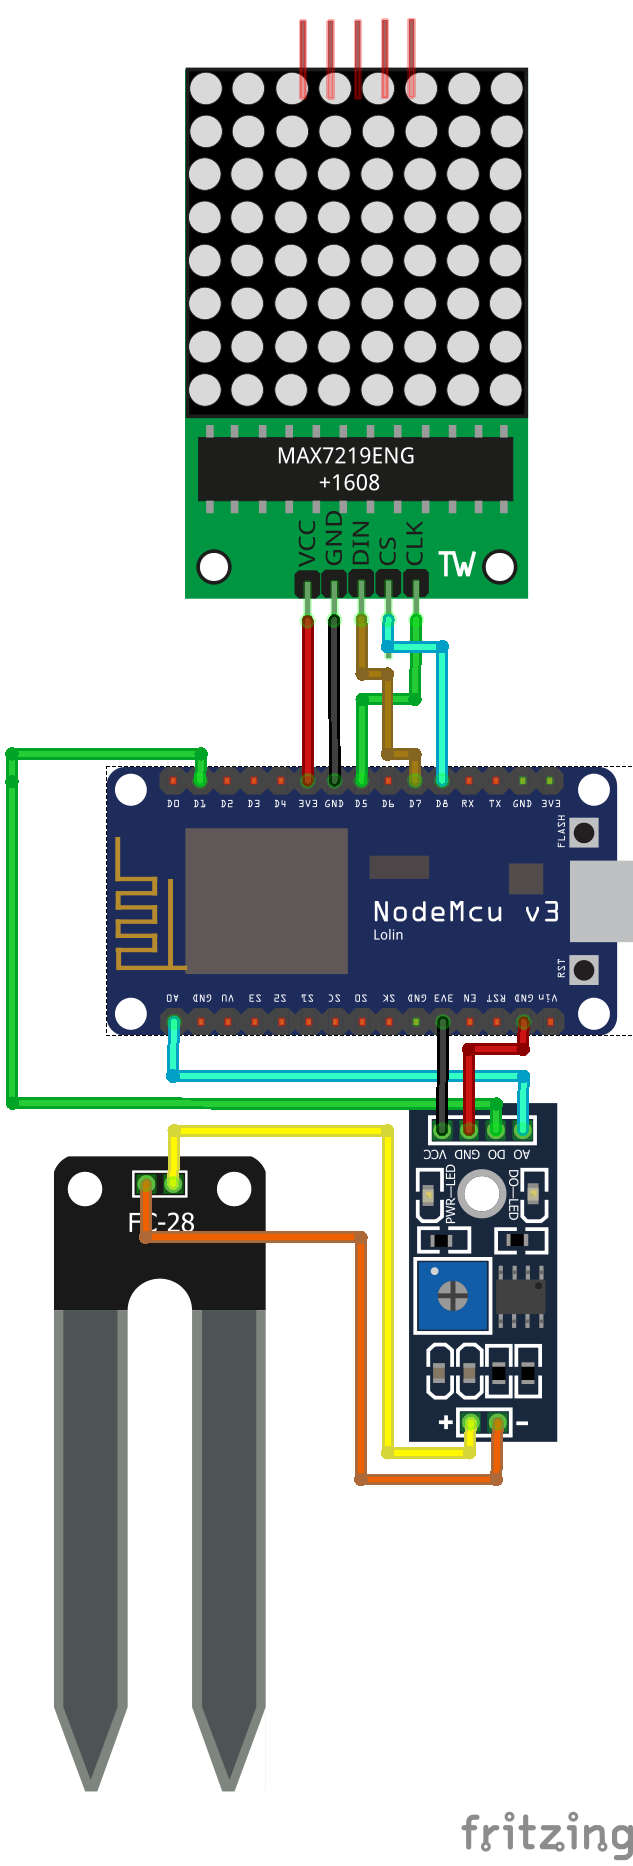 MAX7219ENG
+1608
VCC GND DIN CS CLK
TW
D0 D1 D2 D3 D4 3V3 GND D5 D6 D7 D8 RX TX GND 3V3
FLASH
NodeMcu v3
Lolin
RST
A0 GND VU S3 S2 S1 SC SO SK GND 3V3 EN RST GND Vin
VCC GND DO AO
PWR-LED
DO-LED
FC-28
+ -
fritzing